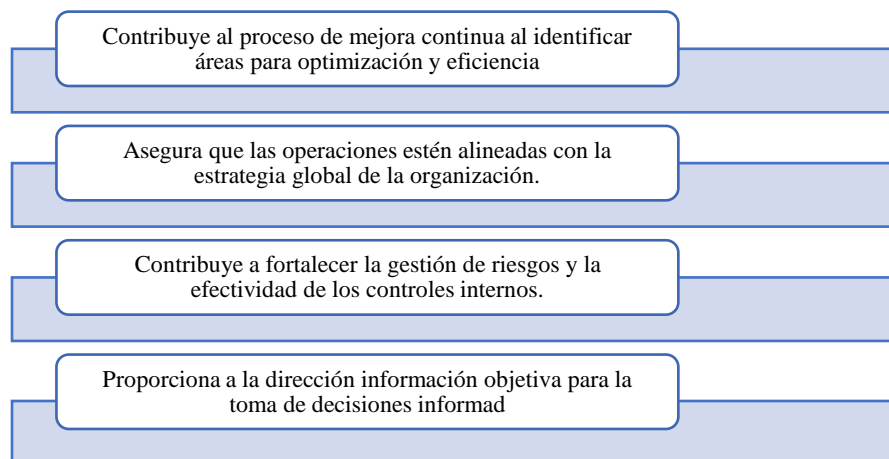 Contribuye al proceso de mejora continua al identificar
áreas para optimización y eficiencia
Asegura que las operaciones estén alineadas con la
estrategia global de la organización.
Contribuye a fortalecer la gestión de riesgos y la
efectividad de los controles internos.
Proporciona a la dirección información objetiva para la
toma de decisiones informad